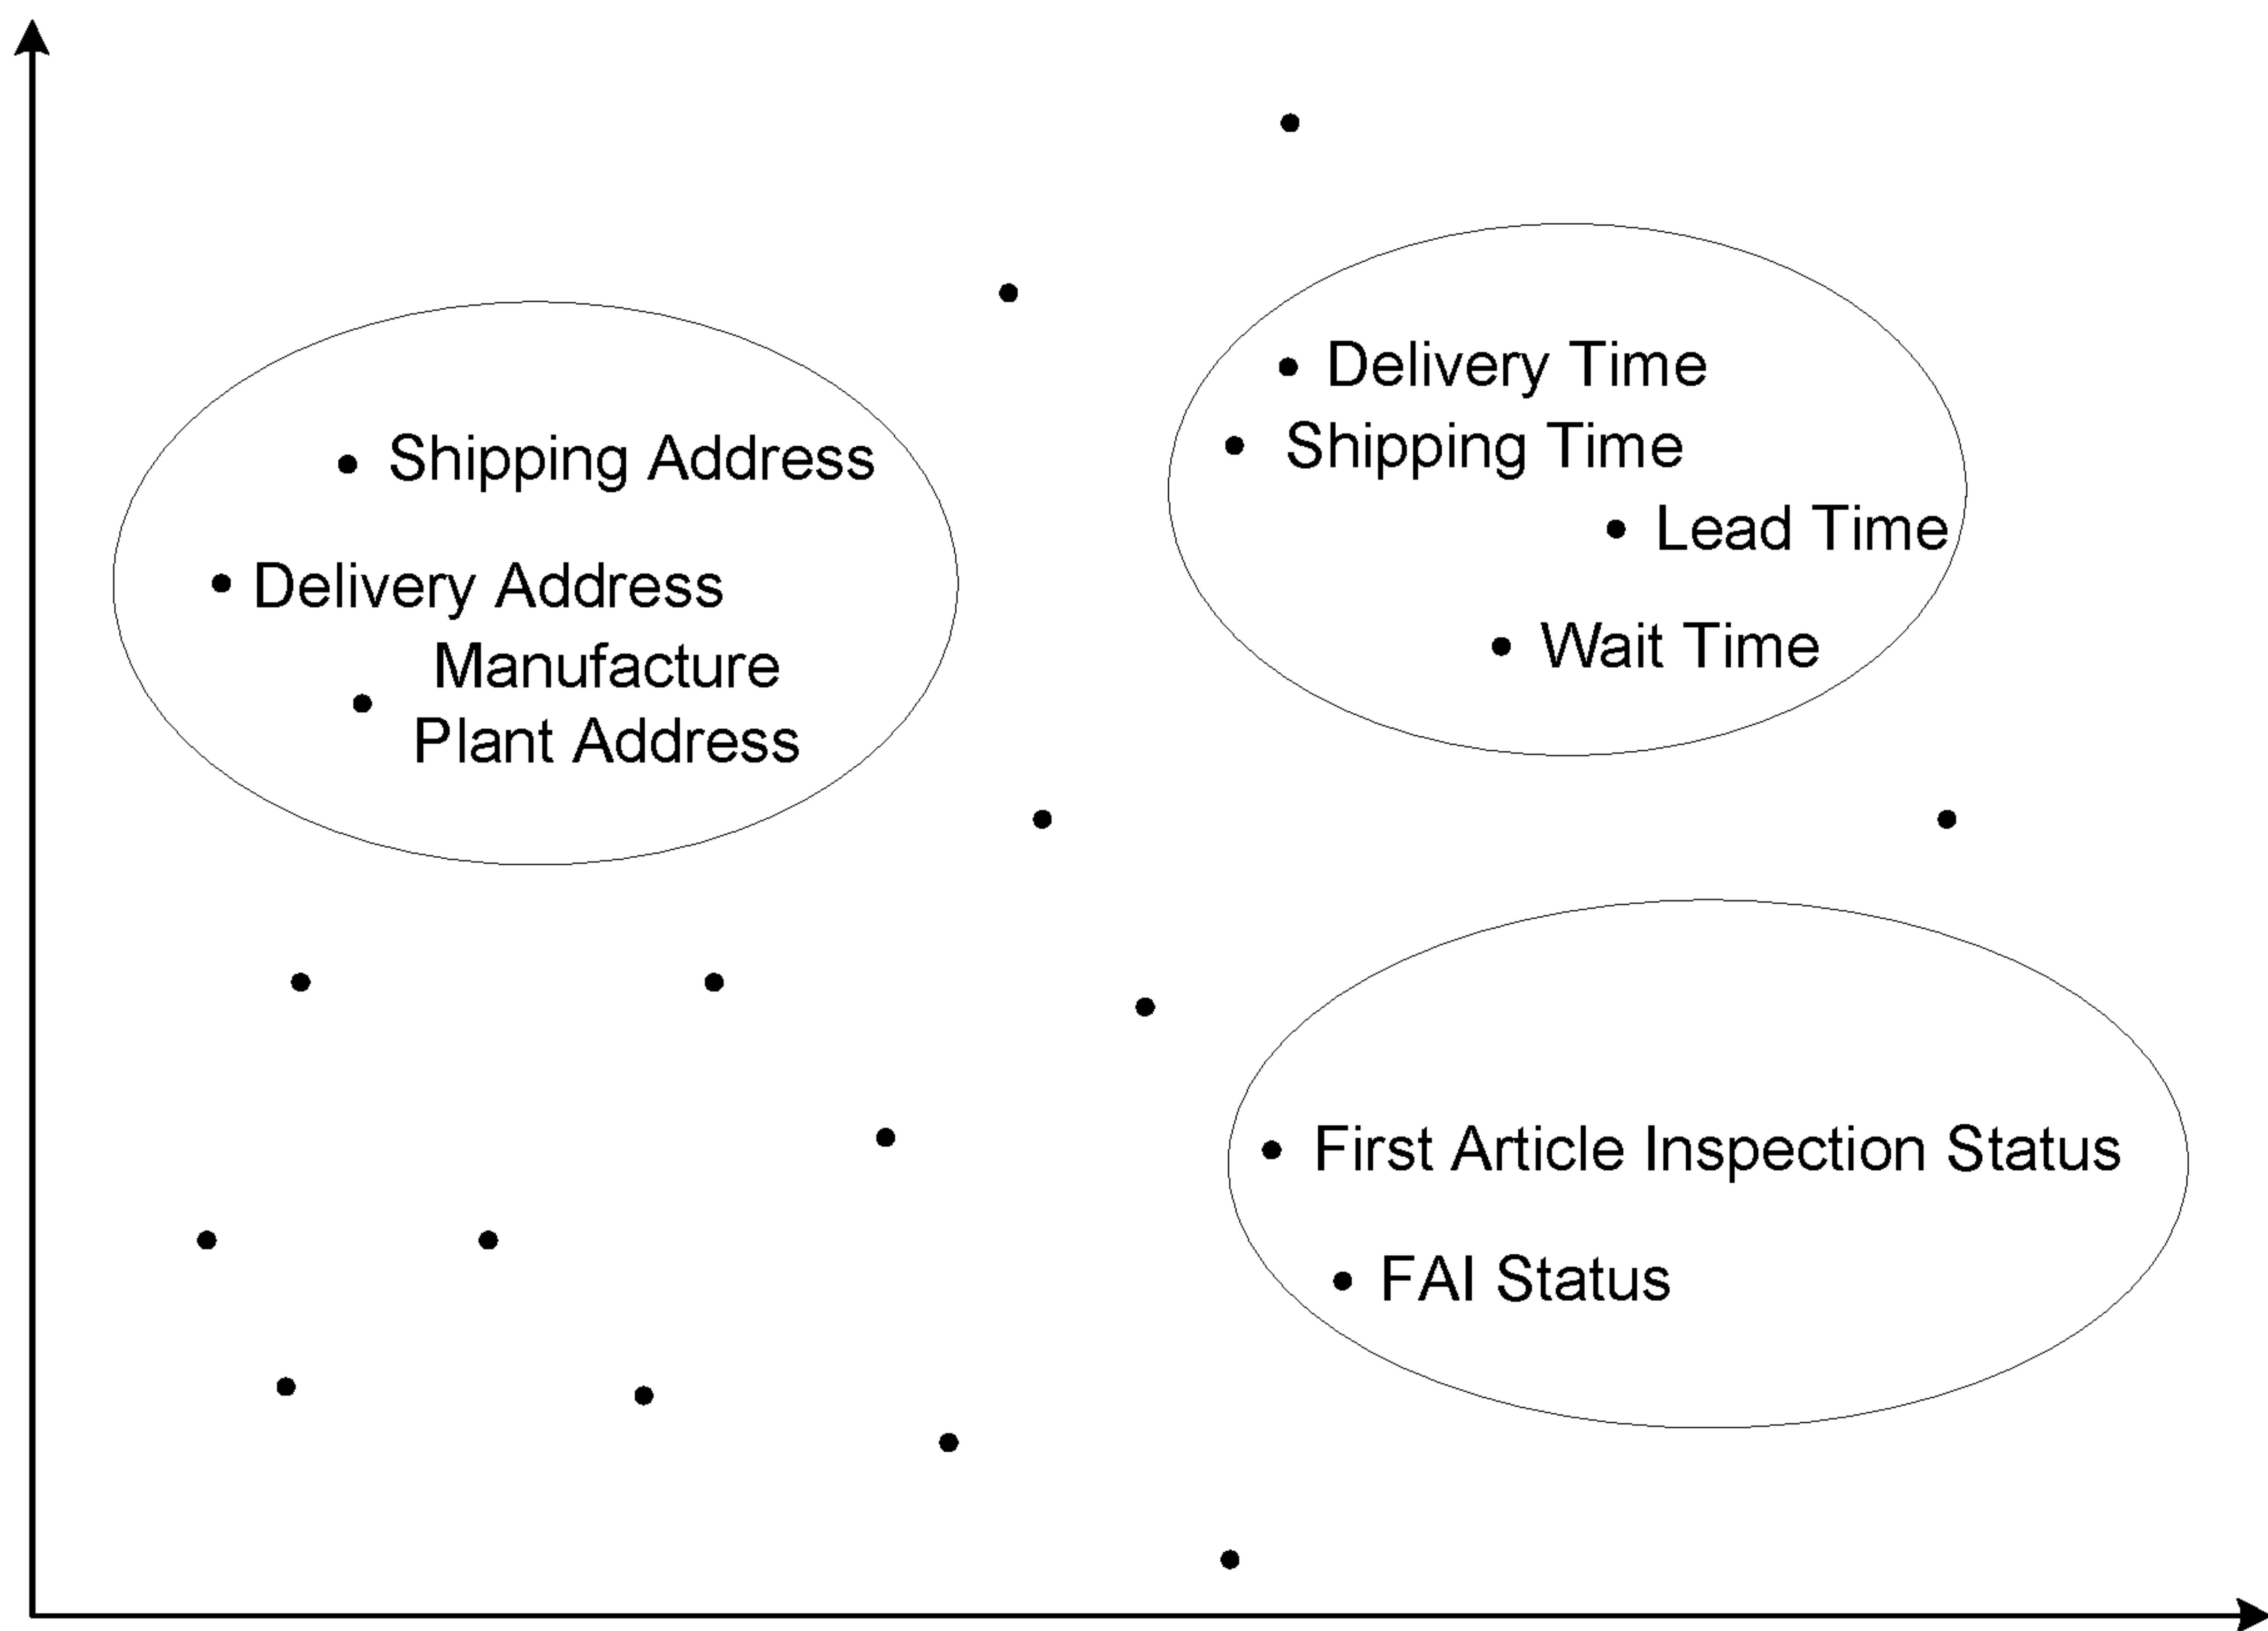 Shipping Address
Delivery Address
Manufacture
Plant Address
Delivery Time
Shipping Time
Lead Time
Wait Time
First Article Inspection Status
FAI Status